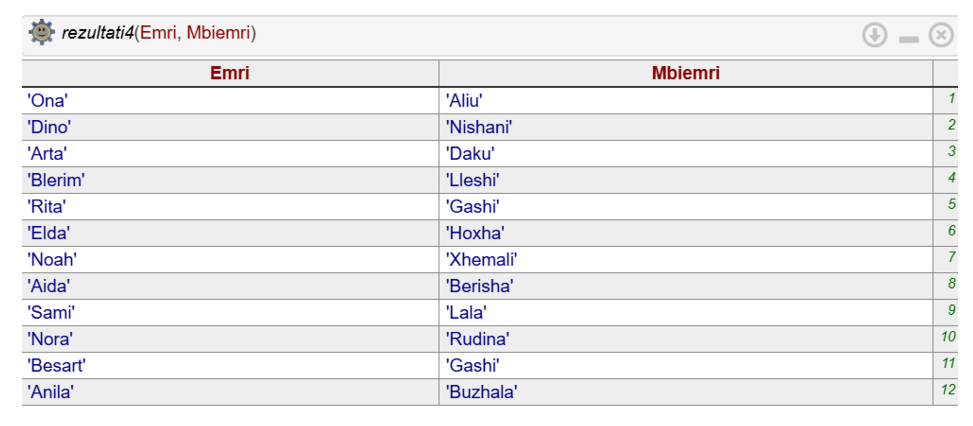 rezultati4(Emri, Mbiemri)
Emri Mbiemri
'Ona' 'Aliu' 1
'Dino' 'Nishani' 2
'Arta' 'Daku' 3
'Blerim' 'Lleshi' 4
'Rita' 'Gashi' 5
'Elda' 'Hoxha' 6
'Noah' 'Xhemali' 7
'Aida' 'Berisha' 8
'Sami' 'Lala' 9
'Nora' 'Rudina' 10
'Besart' 'Gashi' 11
'Anila' 'Buzhala' 12